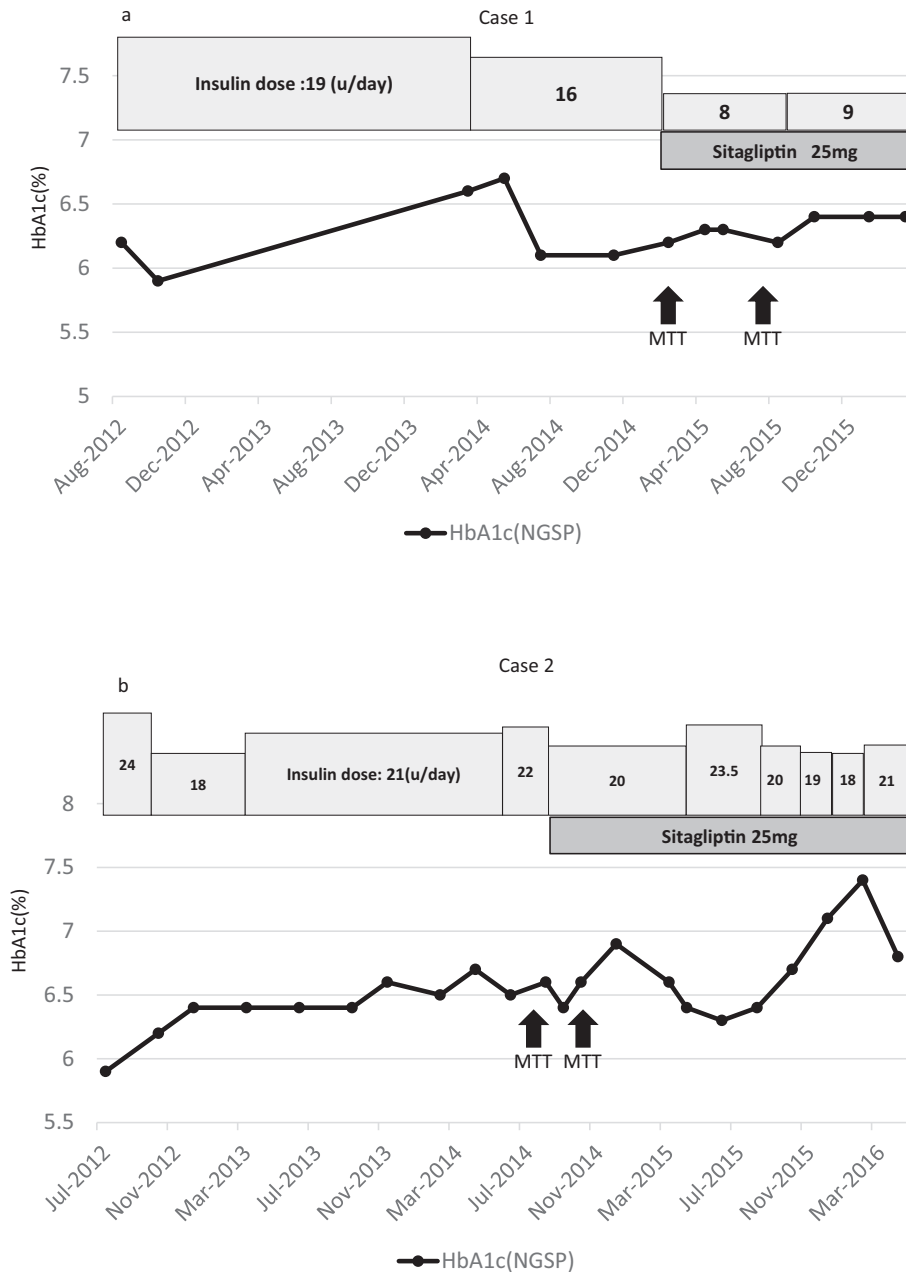 a
Case 1
Insulin dose :19 (u/day)
16
8
9
Sitagliptin 25mg
HbA1c(%)
7.5
7
6.5
6
5.5
5
MTT
MTT
Aug-2012
Dec-2012
Apr-2013
Aug-2013
Dec-2013
Apr-2014
Aug-2014
Dec-2014
Apr-2015
Aug-2015
Dec-2015
HbA1c(NGSP)
Case 2
b
24
18
Insulin dose: 21(u/day)
22
20
23.5
20
19
18
21
Sitagliptin 25mg
HbA1c(%)
8
7.5
7
6.5
6
5.5
MTT
MTT
Jul-2012
Nov-2012
Mar-2013
Jul-2013
Nov-2013
Mar-2014
Jul-2014
Nov-2014
Mar-2015
Jul-2015
Nov-2015
Mar-2016
HbA1c(NGSP)